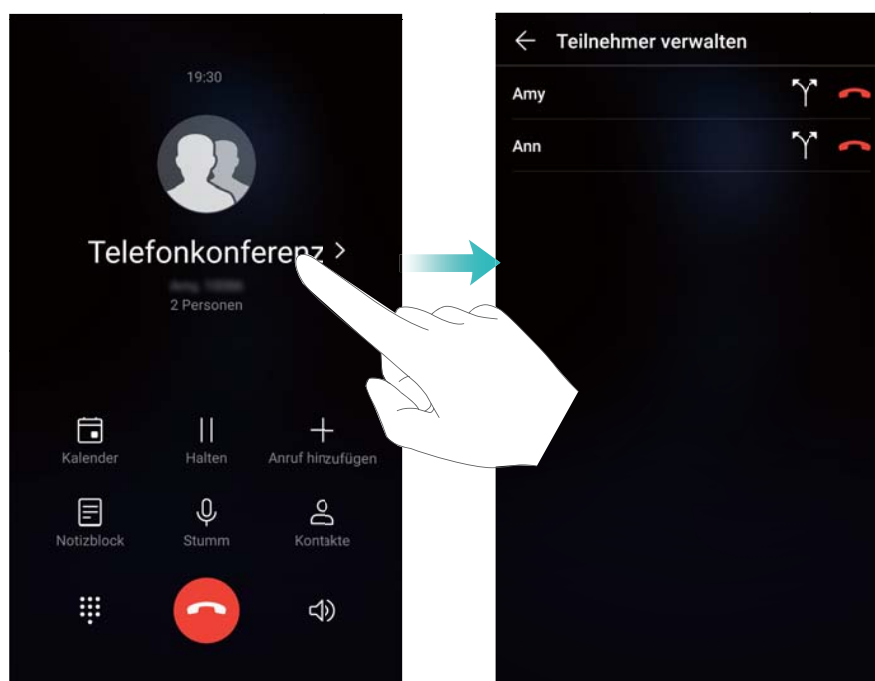 19:30
Telefonkonferenz
2 Personen
Kalender
Halten
Anruf hinzufügen
Notizblock
Stumm
Kontakte
Teilnehmer verwalten
Amy
Ann